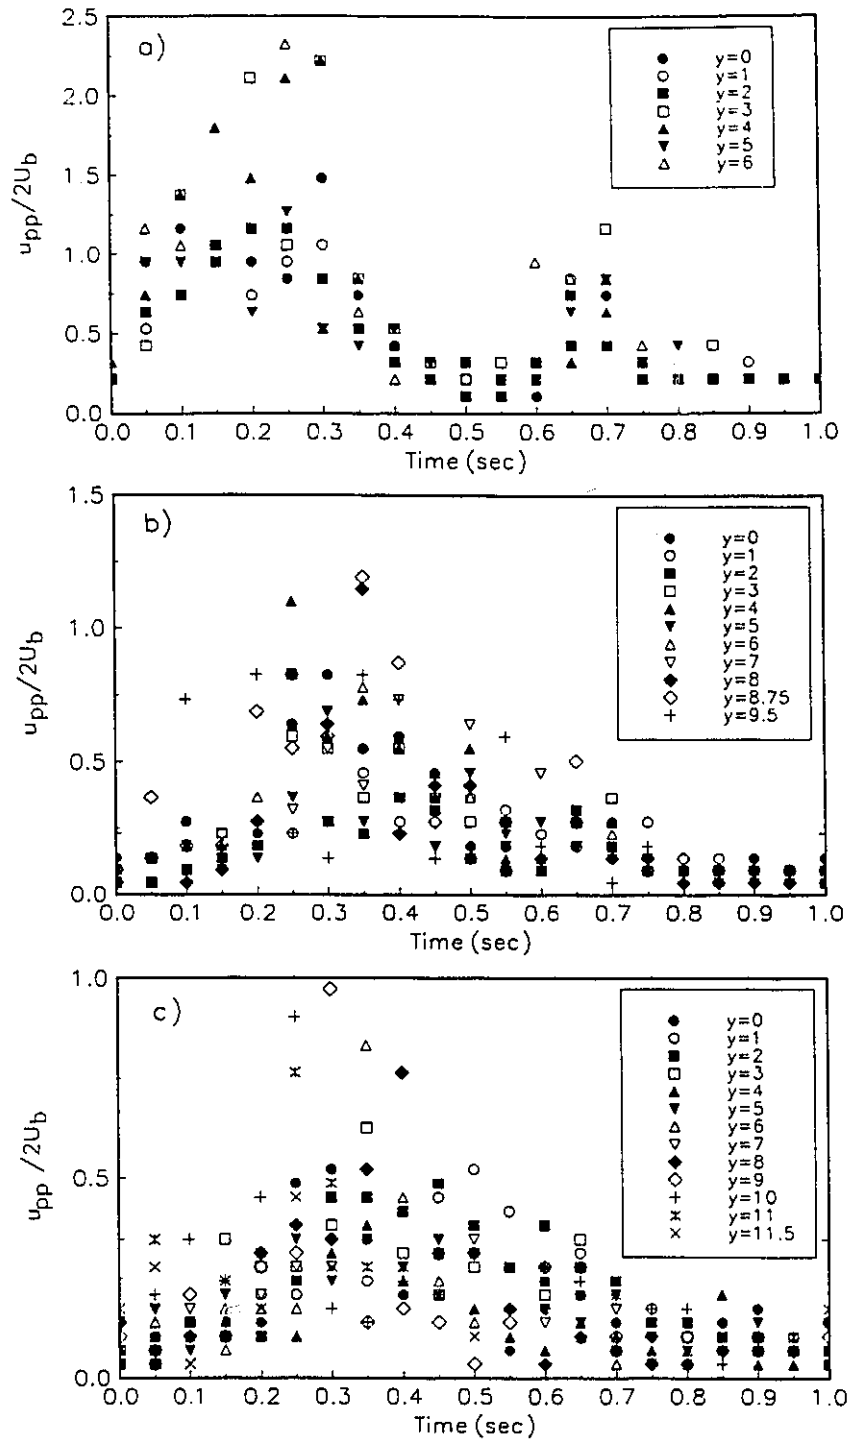 a)
2.5
2.0
1.5
1.0
0.5
0.0
u_pp/2U_b
0.0 0.1 0.2 0.3 0.4 0.5 0.6 0.7 0.8 0.9 1.0
Time (sec)
y=0
y=1
y=2
y=3
y=4
y=5
y=6
b)
1.5
1.0
0.5
0.0
u_pp/2U_b
0.0 0.1 0.2 0.3 0.4 0.5 0.6 0.7 0.8 0.9 1.0
Time (sec)
y=0
y=1
y=2
y=3
y=4
y=5
y=6
y=7
y=8
y=8.75
y=9.5
c)
1.0
0.5
0.0
u_pp /2U_b
0.0 0.1 0.2 0.3 0.4 0.5 0.6 0.7 0.8 0.9 1.0
Time (sec)
y=0
y=1
y=2
y=3
y=4
y=5
y=6
y=7
y=8
y=9
y=10
y=11
y=11.5